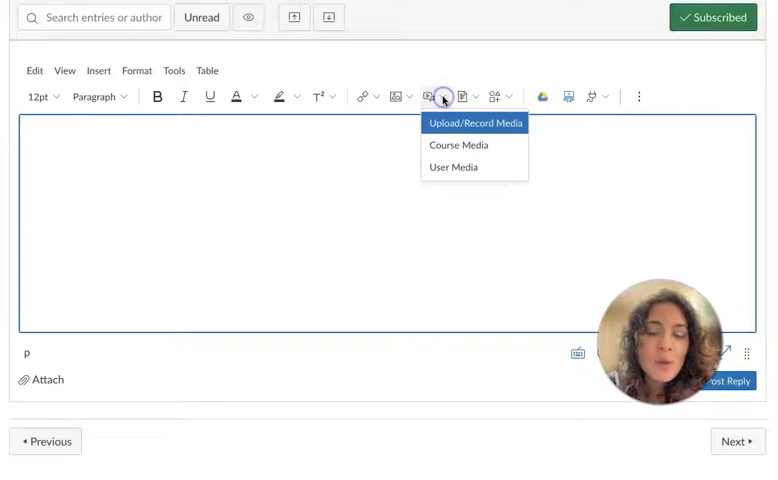 Search entries or author
Unread
Subscribed
Edit View Insert Format Tools Table
12pt Paragraph B I U A T²
Upload/Record Media
Course Media
User Media
p
Attach
Post Reply
Previous
Next